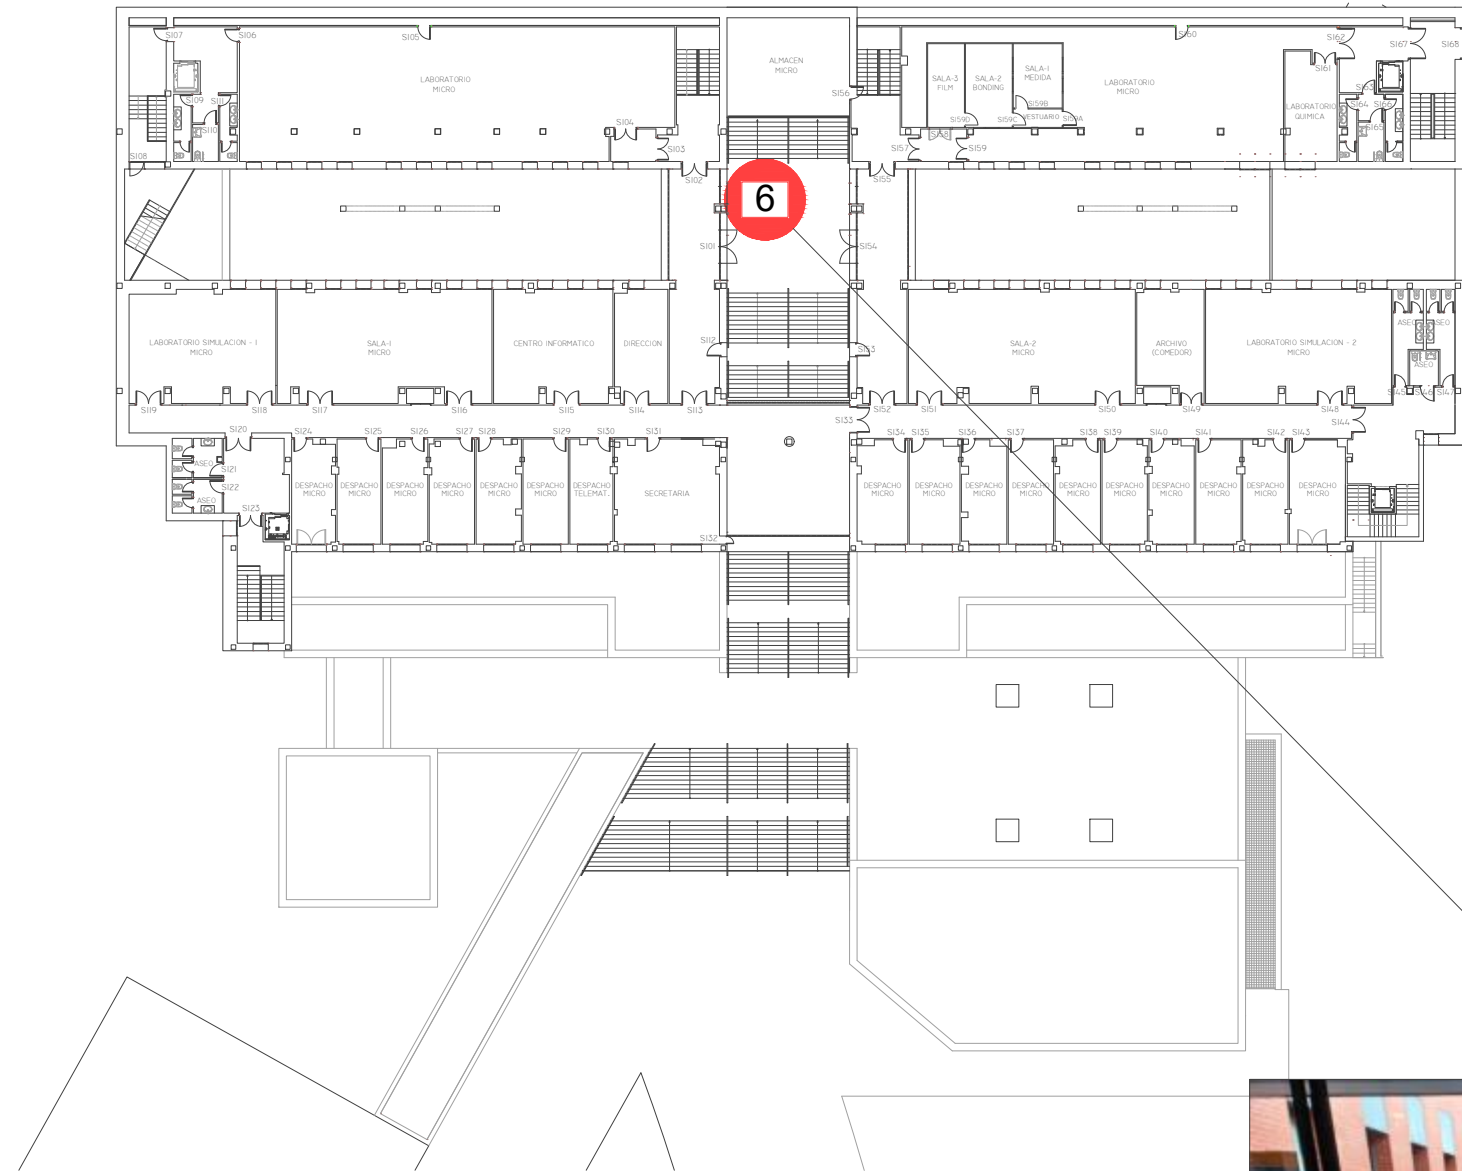 S107
S106
S105
S160
S162
S167
S168
ALMACEN
MICRO
LABORATORIO
MICRO
SALA-3
FILM
SALA-2
BONDING
SALA-1
MEDIDA
LABORATORIO
MICRO
S161
S156
S163
S109
S111
S110
S159B
S164
S166
LABORATORIO
QUIMICA
S159D
S159C
VESTUARIO
S159A
S165
S104
S158
S103
S157
S159
S108
S102
S155
6
S101
S154
S112
S153
LABORATORIO SIMULACION - 1
MICRO
SALA-1
MICRO
CENTRO INFORMATICO
DIRECCION
SALA-2
MICRO
ARCHIVO
(COMEDOR)
LABORATORIO SIMULACION - 2
MICRO
ASEO
ASEO
ASEO
S145
S146
S147
S119
S118
S117
S116
S115
S114
S113
S152
S151
S150
S149
S148
S133
S144
S120
S124
S125
S126
S127
S128
S129
S130
S131
S134
S135
S136
S137
S138
S139
S140
S141
S142
S143
ASEO
S121
S122
ASEO
S123
DESPACHO
MICRO
DESPACHO
MICRO
DESPACHO
MICRO
DESPACHO
MICRO
DESPACHO
MICRO
DESPACHO
MICRO
DESPACHO
TELEMAT.
SECRETARIA
DESPACHO
MICRO
DESPACHO
MICRO
DESPACHO
MICRO
DESPACHO
MICRO
DESPACHO
MICRO
DESPACHO
MICRO
DESPACHO
MICRO
DESPACHO
MICRO
DESPACHO
MICRO
DESPACHO
MICRO
S132